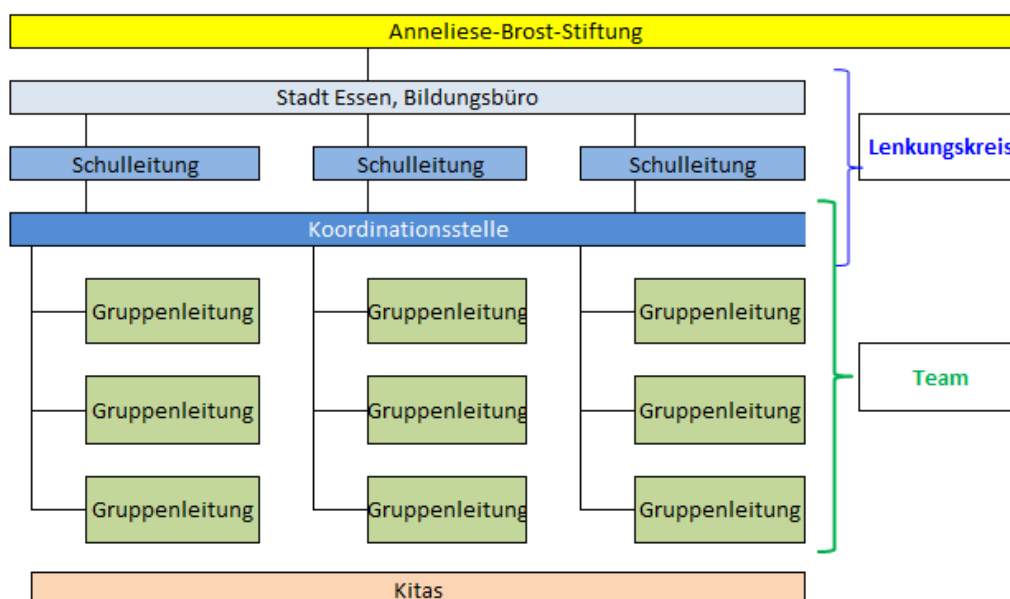 Anneliese-Brost-Stiftung
Stadt Essen, Bildungsbüro
Lenkungskreis
Schulleitung
Schulleitung
Schulleitung
Koordinationsstelle
Gruppenleitung
Gruppenleitung
Gruppenleitung
Team
Gruppenleitung
Gruppenleitung
Gruppenleitung
Gruppenleitung
Gruppenleitung
Gruppenleitung
Kitas